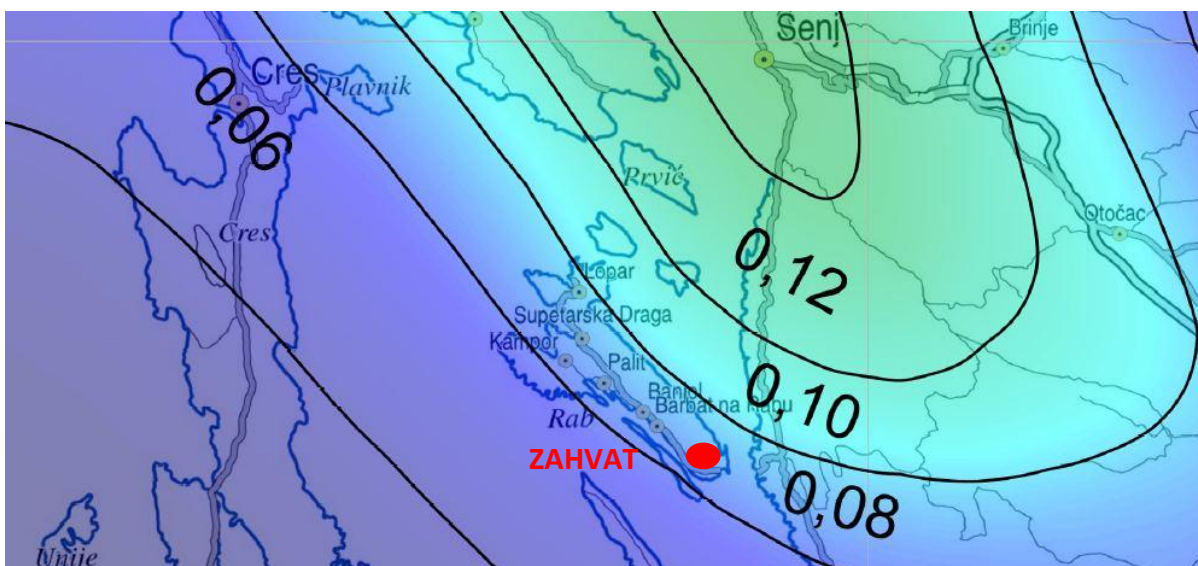 Senj
Brinje
Cres
Plavnik
0,06
Prvić
Otočac
Cres
0,12
Lopar
Supetarska Draga
Kampor
Palit
Banjol
0,10
Barbat na Rabu
Rab
ZAHVAT
0,08
Unije